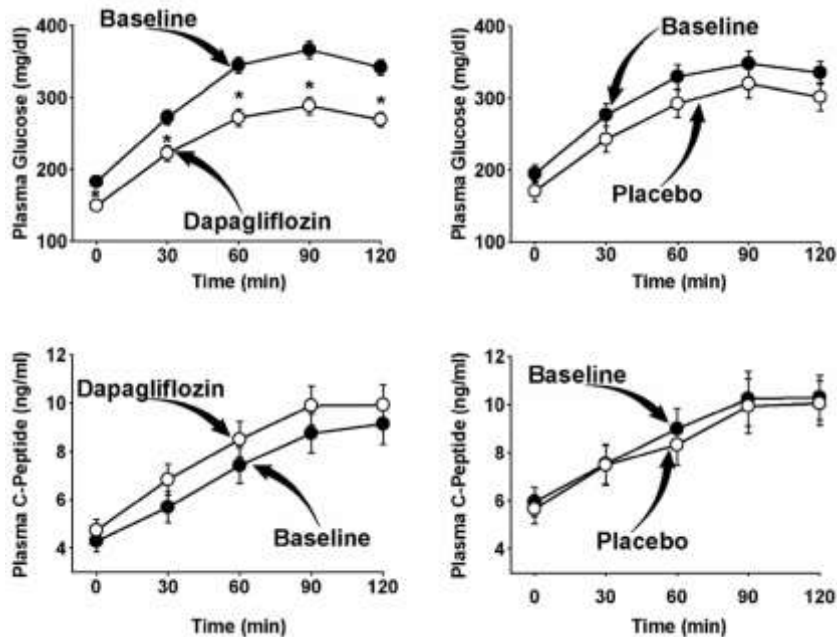 400
300
200
100
Plasma Glucose (mg/dl)
Baseline
*
*
*
*
*
Dapagliflozin
0 30 60 90 120
Time (min)
400
300
200
100
Plasma Glucose (mg/dl)
Baseline
Placebo
0 30 60 90 120
Time (min)
12
10
8
6
4
Plasma C-Peptide (ng/ml)
Dapagliflozin
Baseline
0 30 60 90 120
Time (min)
12
10
8
6
4
Plasma C-Peptide (ng/ml)
Baseline
Placebo
0 30 60 90 120
Time (min)